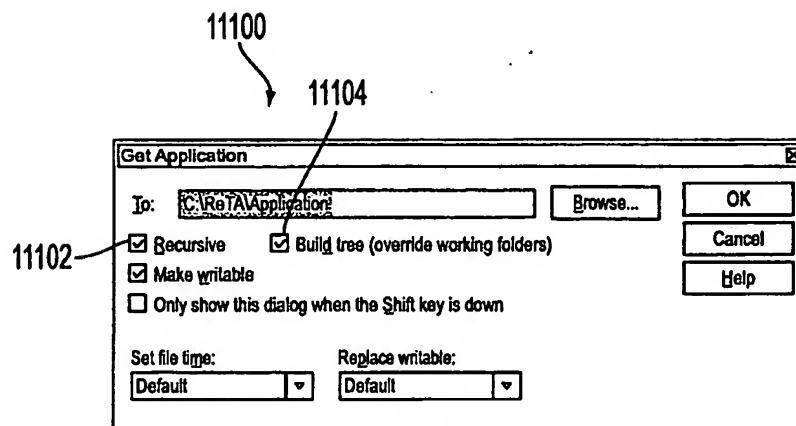 11100
11104
Get Application
To: C:\ReTA\Application Browse... OK
11102 Recursive Build tree (override working folders) Cancel
Make writable Help
Only show this dialog when the Shift key is down
Set file time: Replace writable:
Default Default